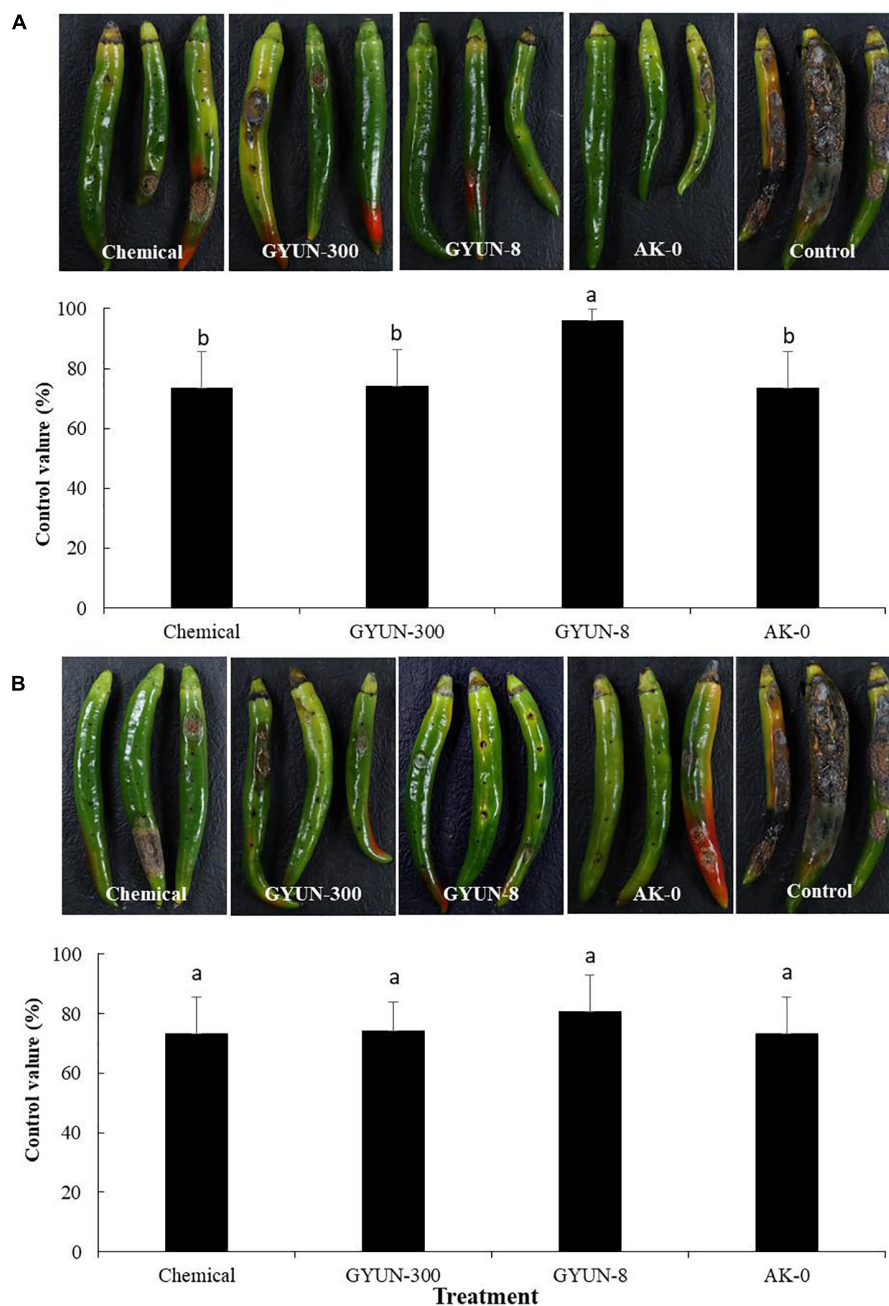 A
Chemical GYUN-300 GYUN-8 AK-0 Control
Control valure (%)
100
80
60
40
20
0
b b a b
Chemical GYUN-300 GYUN-8 AK-0
B
Chemical GYUN-300 GYUN-8 AK-0 Control
Control valure (%)
100
80
60
40
20
0
a a a a
Chemical GYUN-300 GYUN-8 AK-0
Treatment